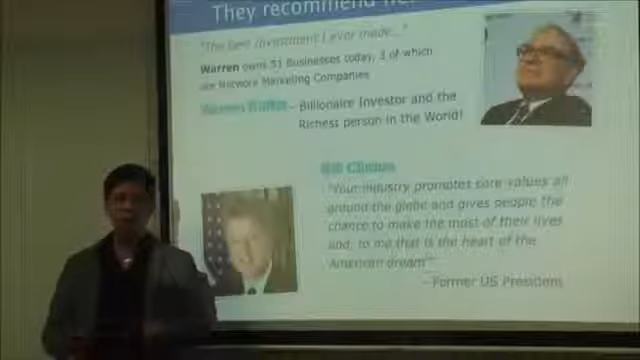 They recommend
"The best investment I ever made..."
Warren owns 51 Businesses today, 3 of which
are Network Marketing Companies
Warren Buffett – Billionaire Investor and the
Richest person in the World!
Bill Clinton
"Your industry promotes core values all
around the globe and gives people the
chance to make the most of their lives
and, to me that is the heart of the
American dream"
– Former US President